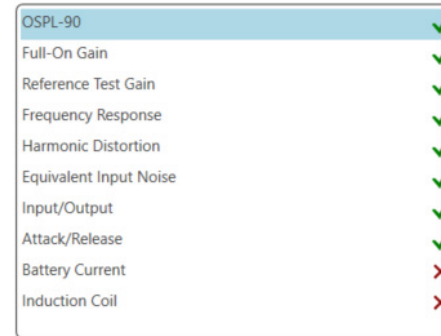 OSPL-90
Full-On Gain
Reference Test Gain
Frequency Response
Harmonic Distortion
Equivalent Input Noise
Input/Output
Attack/Release
Battery Current
Induction Coil